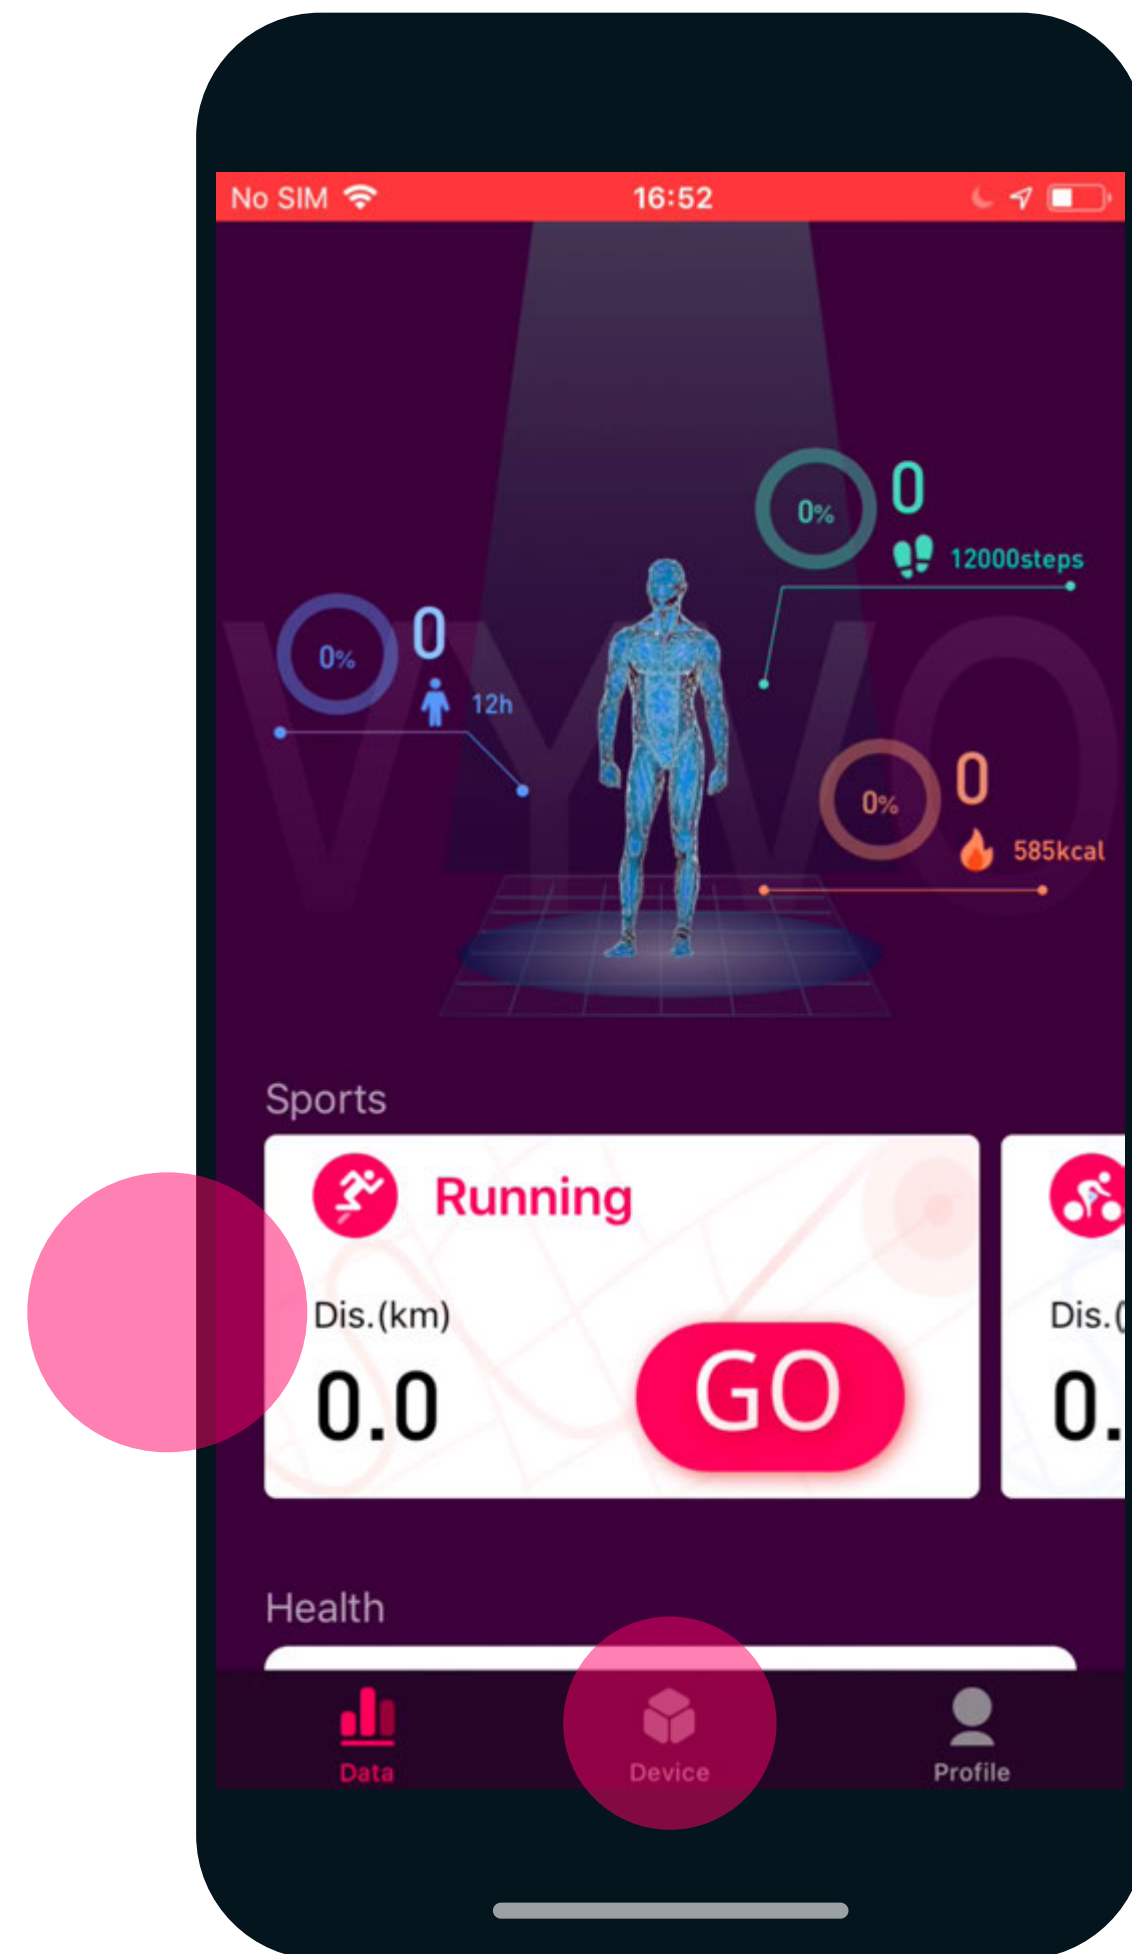 No SIM 16:52
0% 0
12000steps
0% 0
12h
VYVO
0% 0
585kcal
Sports
Running
Dis.(km) Dis.(
0.0 GO 0.
Health
Data Device Profile